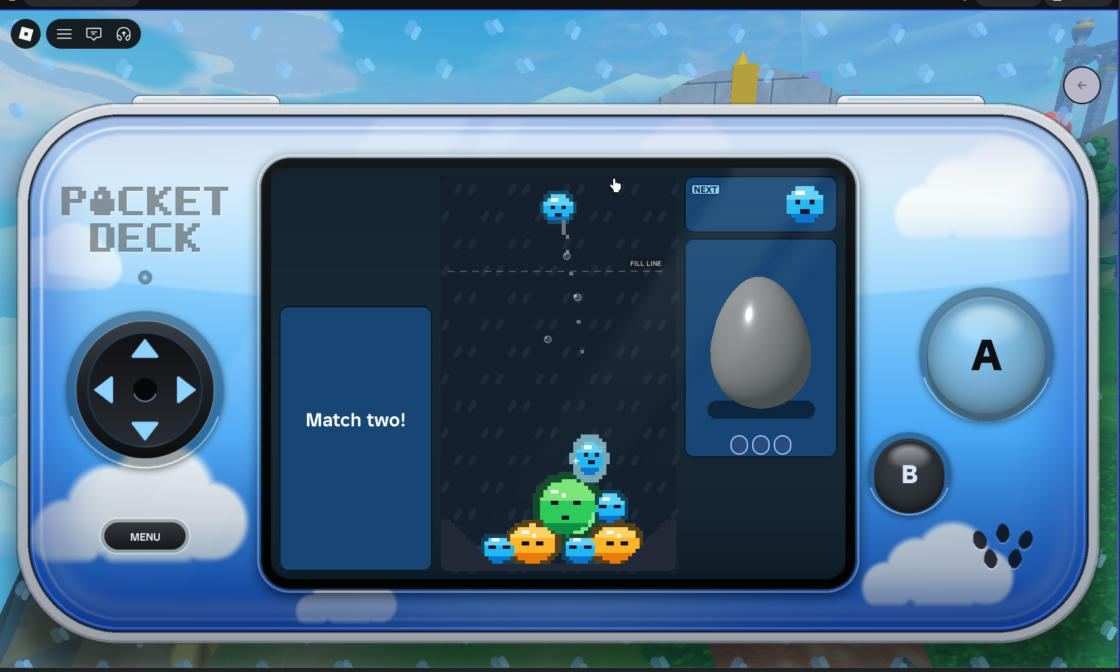 POCKET
DECK
NEXT
FILL LINE
Match two!
A
B
MENU